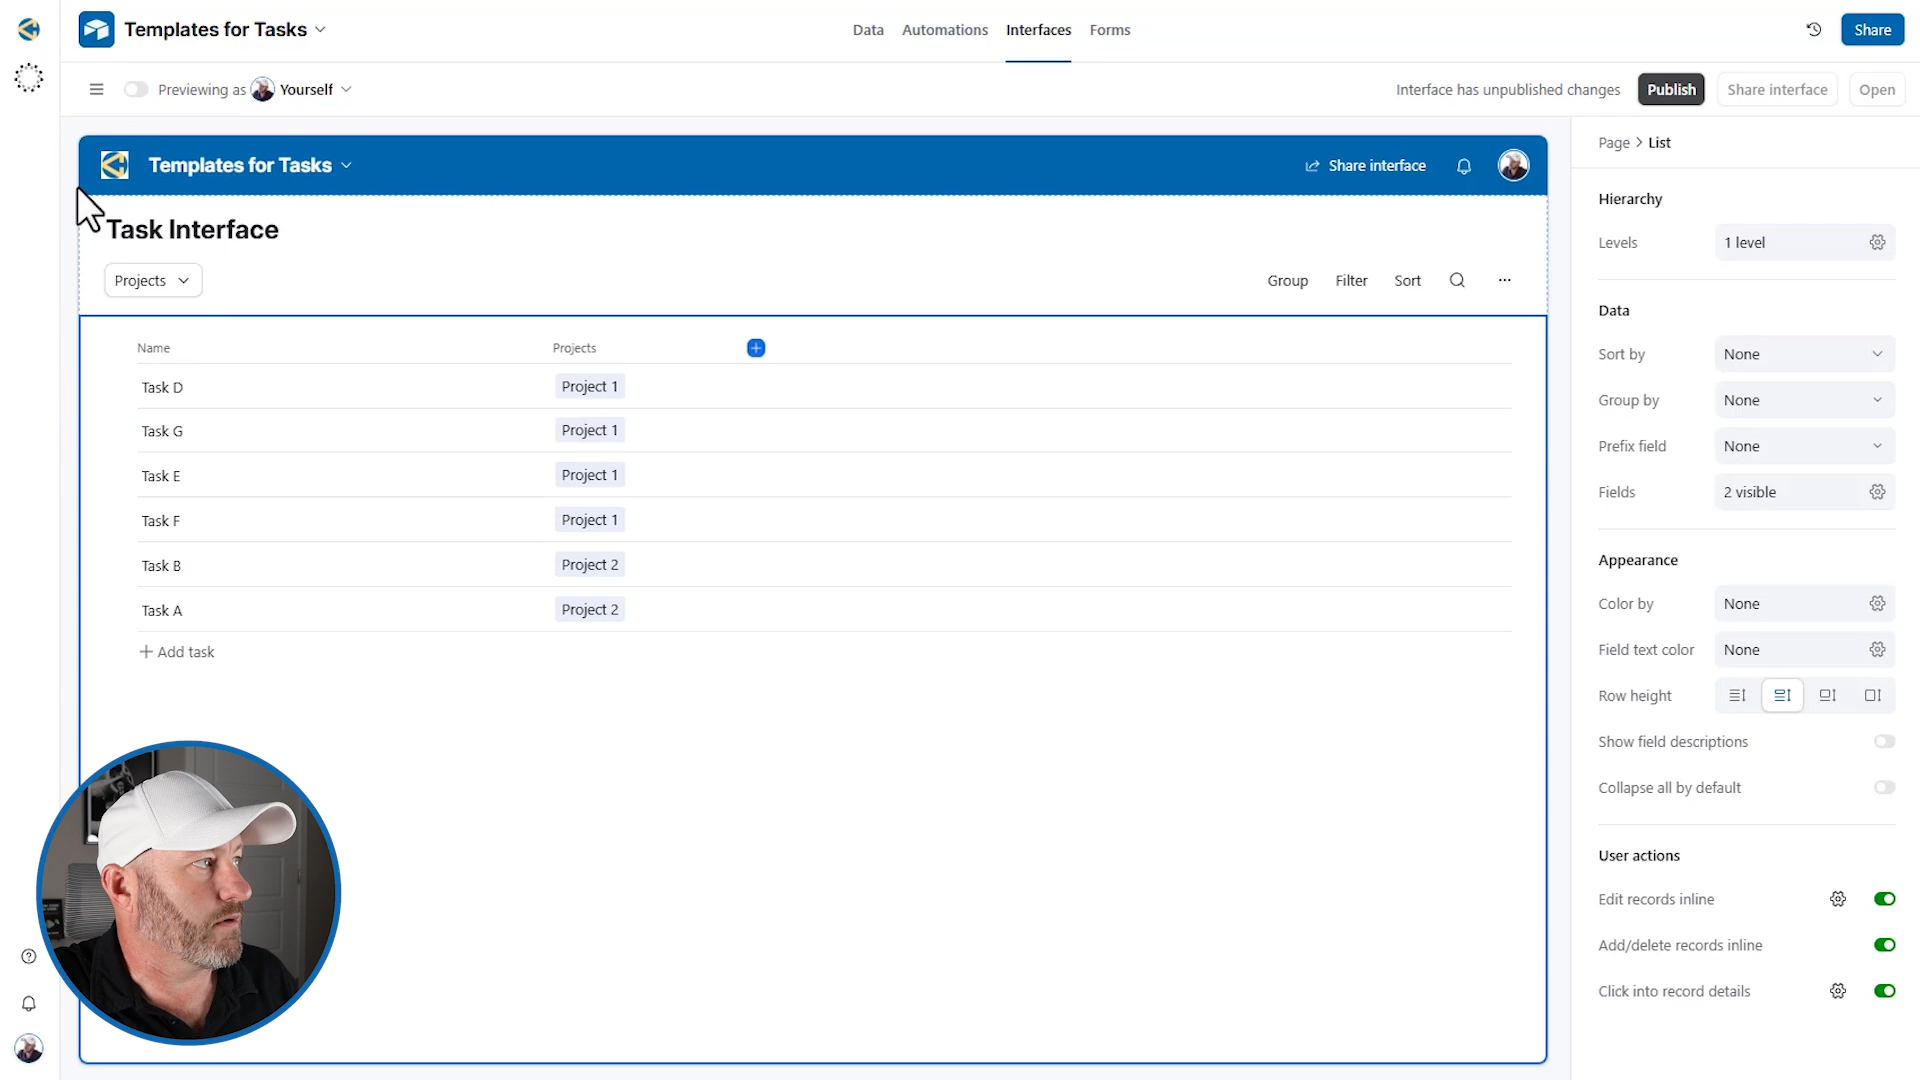 Templates for Tasks
Data
Automations
Interfaces
Forms
Share
Previewing as
Yourself
Interface has unpublished changes
Publish
Share interface
Open
Templates for Tasks
Share interface
Task Interface
Projects
Group
Filter
Sort
Name
Projects
Task D
Project 1
Task G
Project 1
Task E
Project 1
Task F
Project 1
Task B
Project 2
Task A
Project 2
Add task
Page > List
Hierarchy
Levels
1 level
Data
Sort by
None
Group by
None
Prefix field
None
Fields
2 visible
Appearance
Color by
None
Field text color
None
Row height
Show field descriptions
Collapse all by default
User actions
Edit records inline
Add/delete records inline
Click into record details